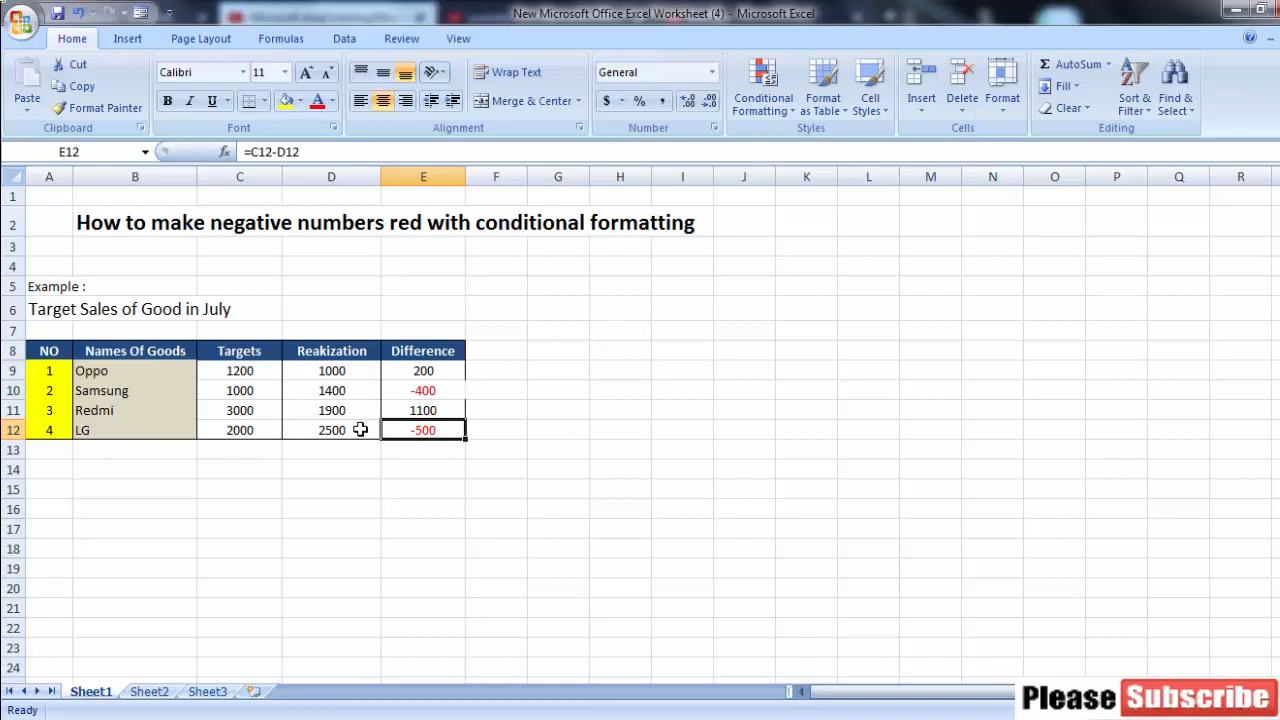 New Microsoft Office Excel Worksheet (4) - Microsoft Excel
Home Insert Page Layout Formulas Data Review View
Paste Cut Copy Format Painter Clipboard
Calibri 11 B I U Font
Wrap Text Merge & Center Alignment
General $ % , Number
Conditional Formatting Format as Table Cell Styles Styles
Insert Delete Format Cells
AutoSum Fill Clear Sort & Filter Find & Select Editing
E12 fx =C12-D12
A B C D E F G H I J K L M N O P Q R
1
2 How to make negative numbers red with conditional formatting
3
4
5 Example :
6 Target Sales of Good in July
7
8 NO Names Of Goods Targets Reakization Difference
9 1 Oppo 1200 1000 200
10 2 Samsung 1000 1400 -400
11 3 Redmi 3000 1900 1100
12 4 LG 2000 2500 -500
13
14
15
16
17
18
19
20
21
22
23
24
Sheet1 Sheet2 Sheet3
Ready
Please Subscribe